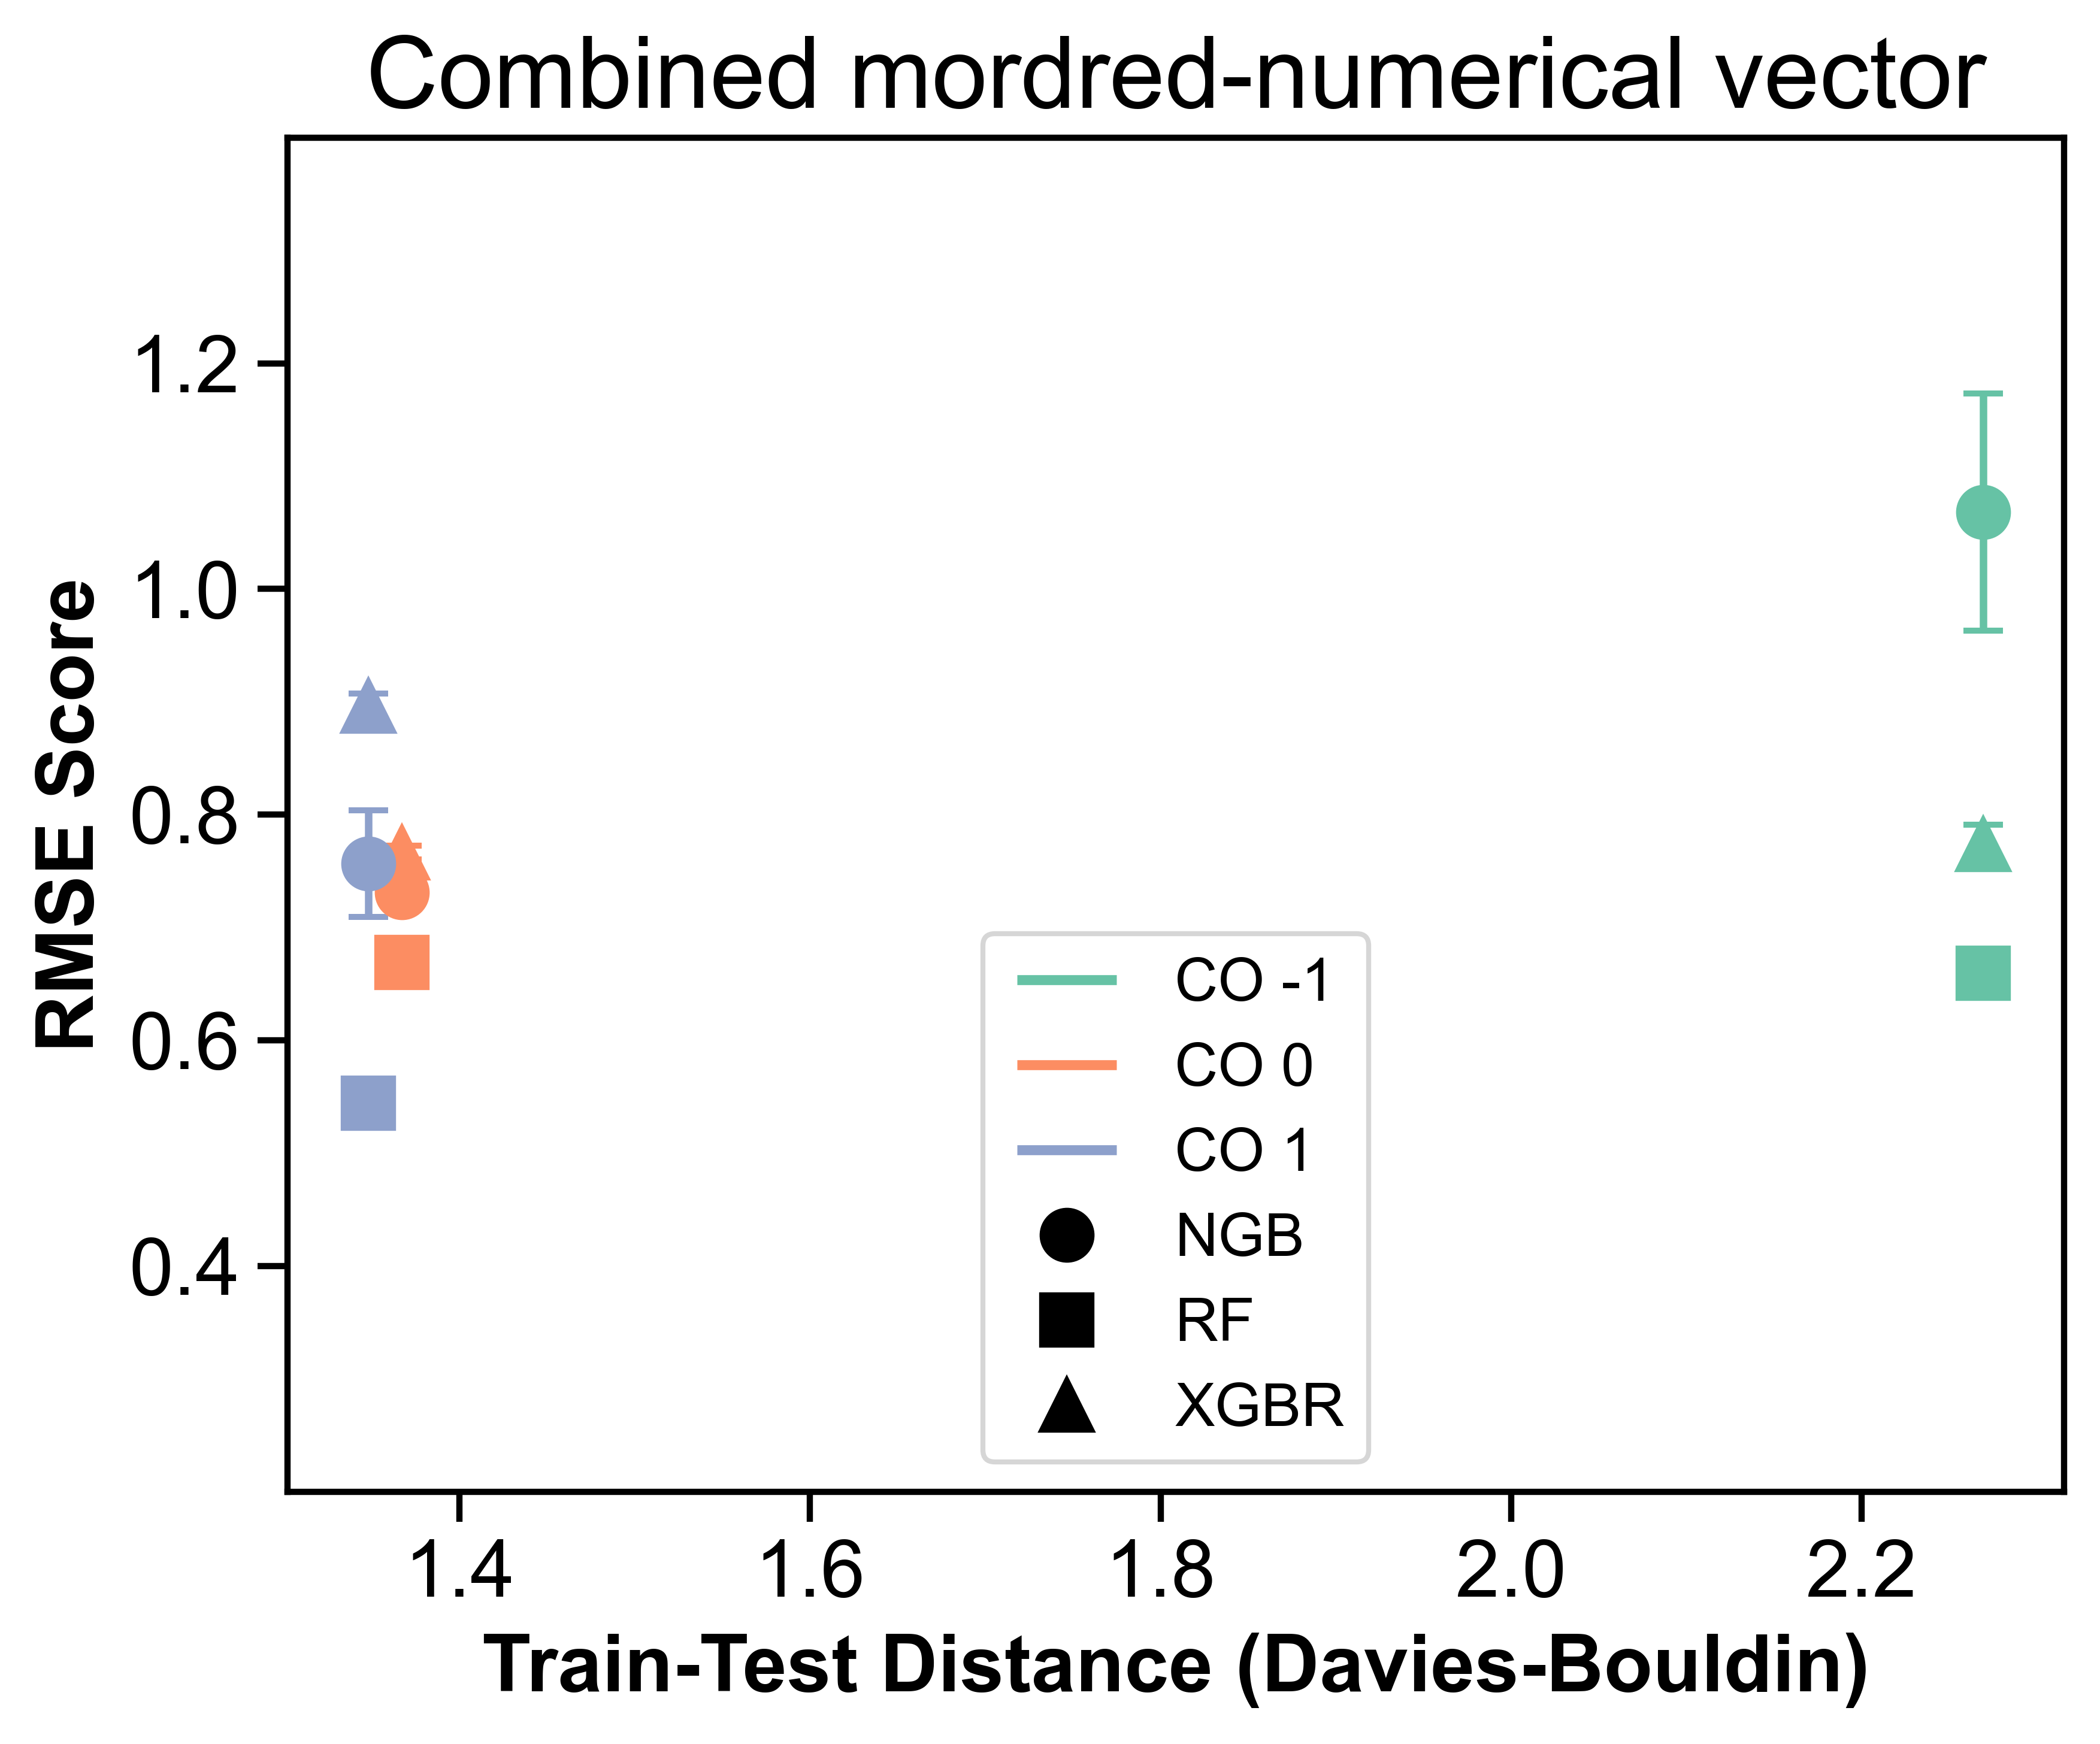 Combined mordred-numerical vector
RMSE Score
1.2
1.0
0.8
0.6
0.4
CO -1
CO 0
CO 1
NGB
RF
XGBR
1.4 1.6 1.8 2.0 2.2
Train-Test Distance (Davies-Bouldin)